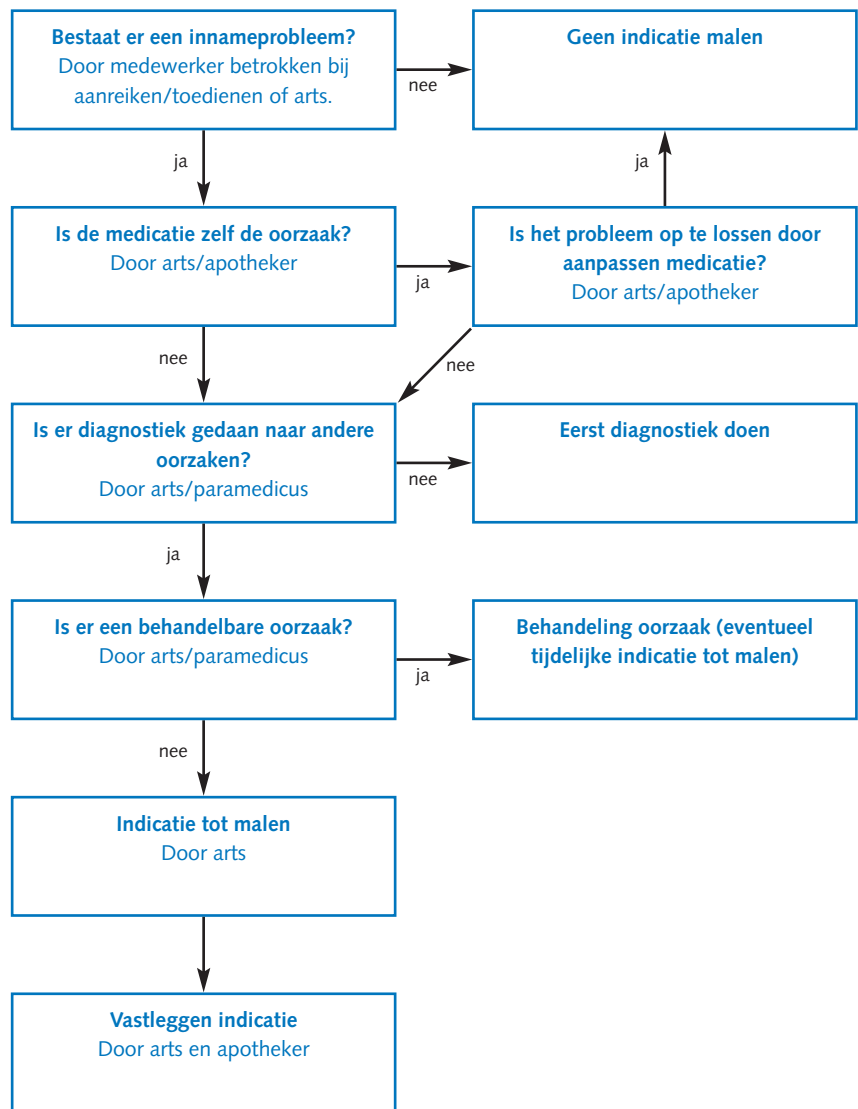 Bestaat er een innameprobleem?
Door medewerker betrokken bij
aanreiken/toedienen of arts.
nee
Geen indicatie malen
ja
ja
Is de medicatie zelf de oorzaak?
Door arts/apotheker
ja
Is het probleem op te lossen door
aanpassen medicatie?
Door arts/apotheker
nee
nee
Is er diagnostiek gedaan naar andere
oorzaken?
Door arts/paramedicus
nee
Eerst diagnostiek doen
ja
Is er een behandelbare oorzaak?
Door arts/paramedicus
ja
Behandeling oorzaak (eventueel
tijdelijke indicatie tot malen)
nee
Indicatie tot malen
Door arts
Vastleggen indicatie
Door arts en apotheker